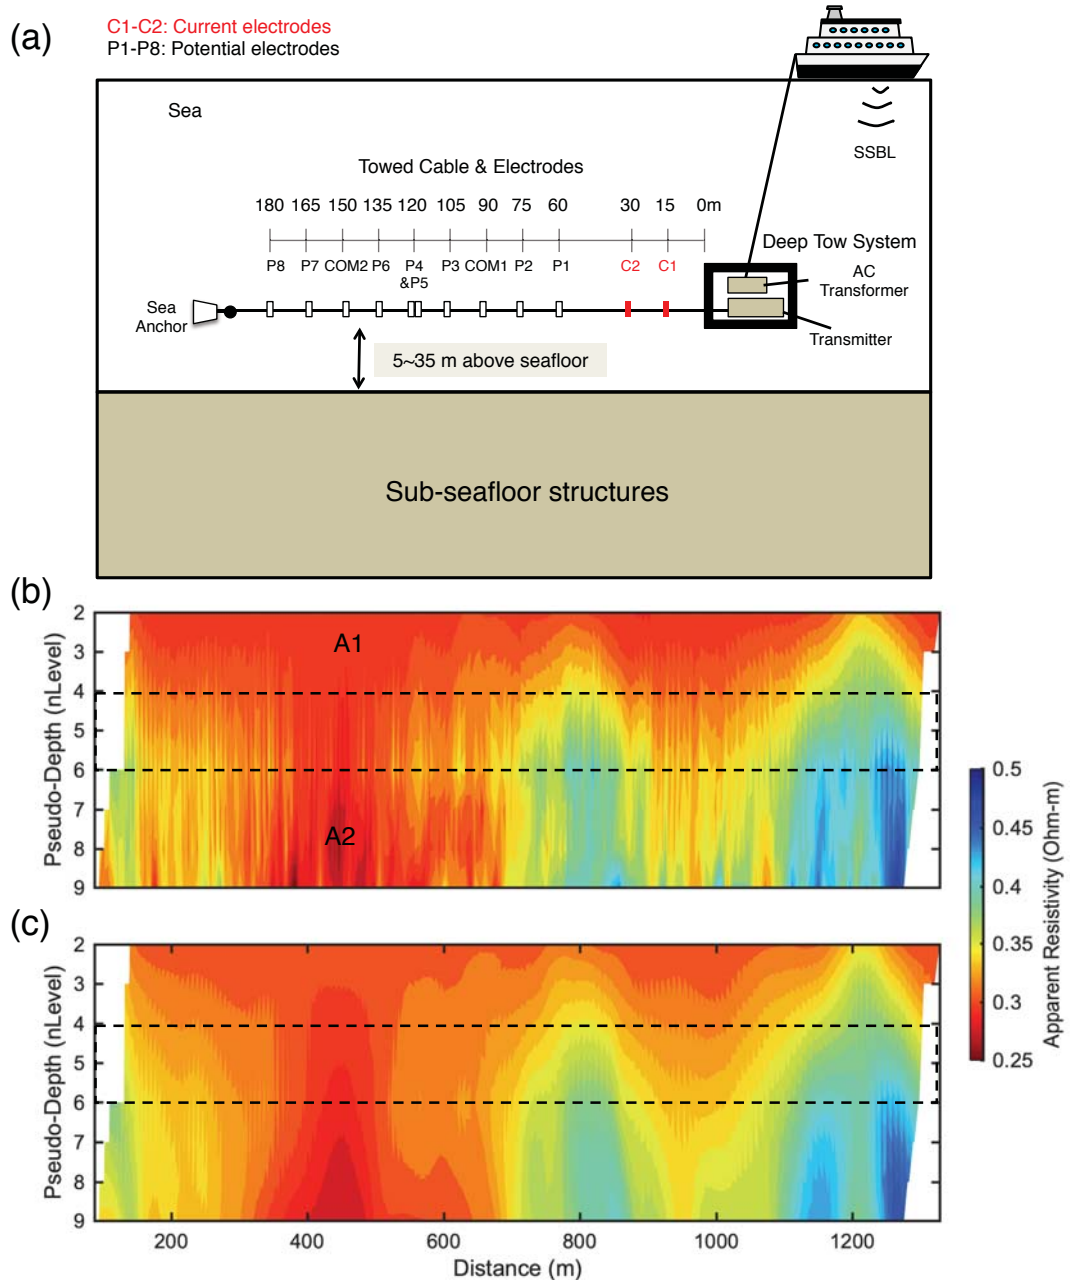 (a)
C1-C2: Current electrodes
P1-P8: Potential electrodes
Sea
SSBL
Towed Cable & Electrodes
180 165 150 135 120 105 90 75 60 30 15 0m
Deep Tow System
P8 P7 COM2 P6 P4 P3 COM1 P2 P1 C2 C1
&P5
AC
Transformer
Sea
Anchor
Transmitter
5~35 m above seafloor
Sub-seafloor structures
(b)
Pseudo-Depth (nLevel)
2
3
4
5
6
7
8
9
A1
A2
(c)
Pseudo-Depth (nLevel)
2
3
4
5
6
7
8
9
200 400 600 800 1000 1200
Distance (m)
0.5
0.45
0.4
0.35
0.3
0.25
Apparent Resistivity (Ohm-m)